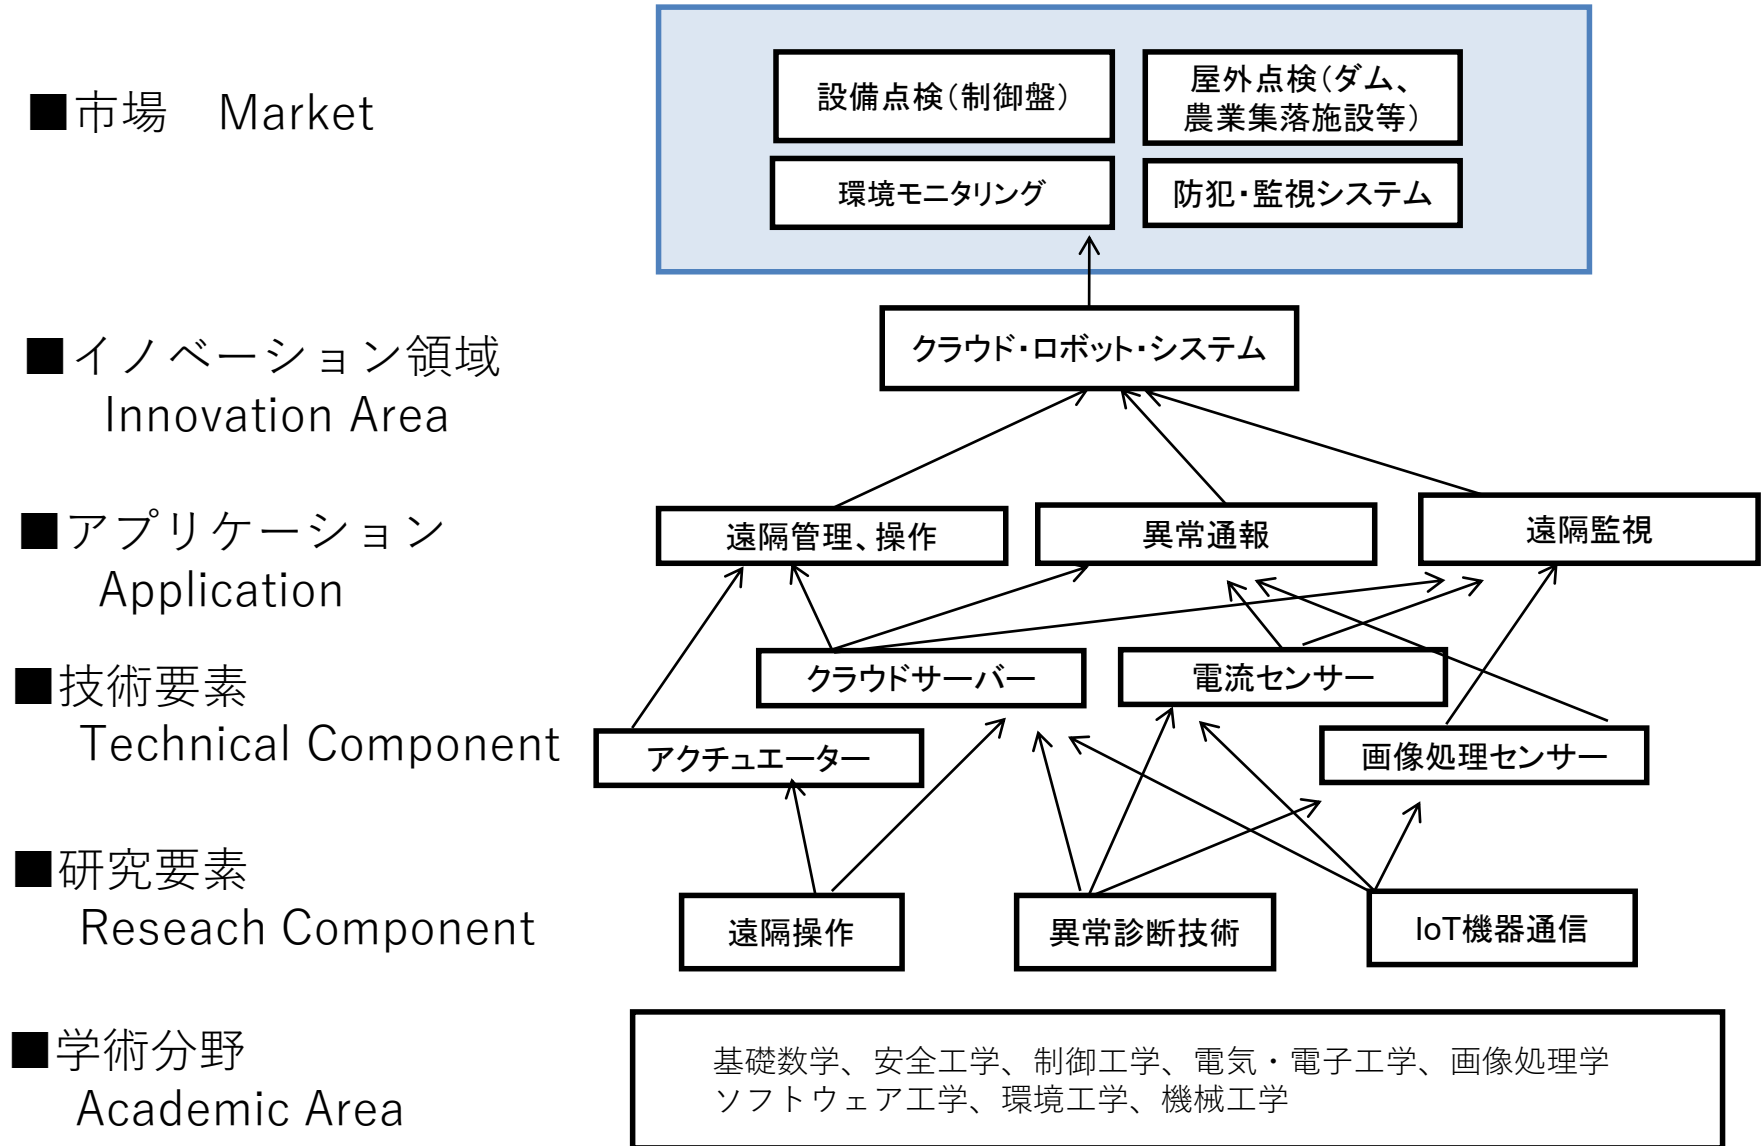 ■市場　Market
設備点検(制御盤)
屋外点検(ダム、
農業集落施設等)
環境モニタリング
防犯・監視システム
■イノベーション領域
Innovation Area
クラウド・ロボット・システム
■アプリケーション
Application
遠隔管理、操作
異常通報
遠隔監視
■技術要素
Technical Component
クラウドサーバー
電流センサー
アクチュエーター
画像処理センサー
■研究要素
Reseach Component
遠隔操作
異常診断技術
IoT機器通信
■学術分野
Academic Area
基礎数学、安全工学、制御工学、電気・電子工学、画像処理学
ソフトウェア工学、環境工学、機械工学